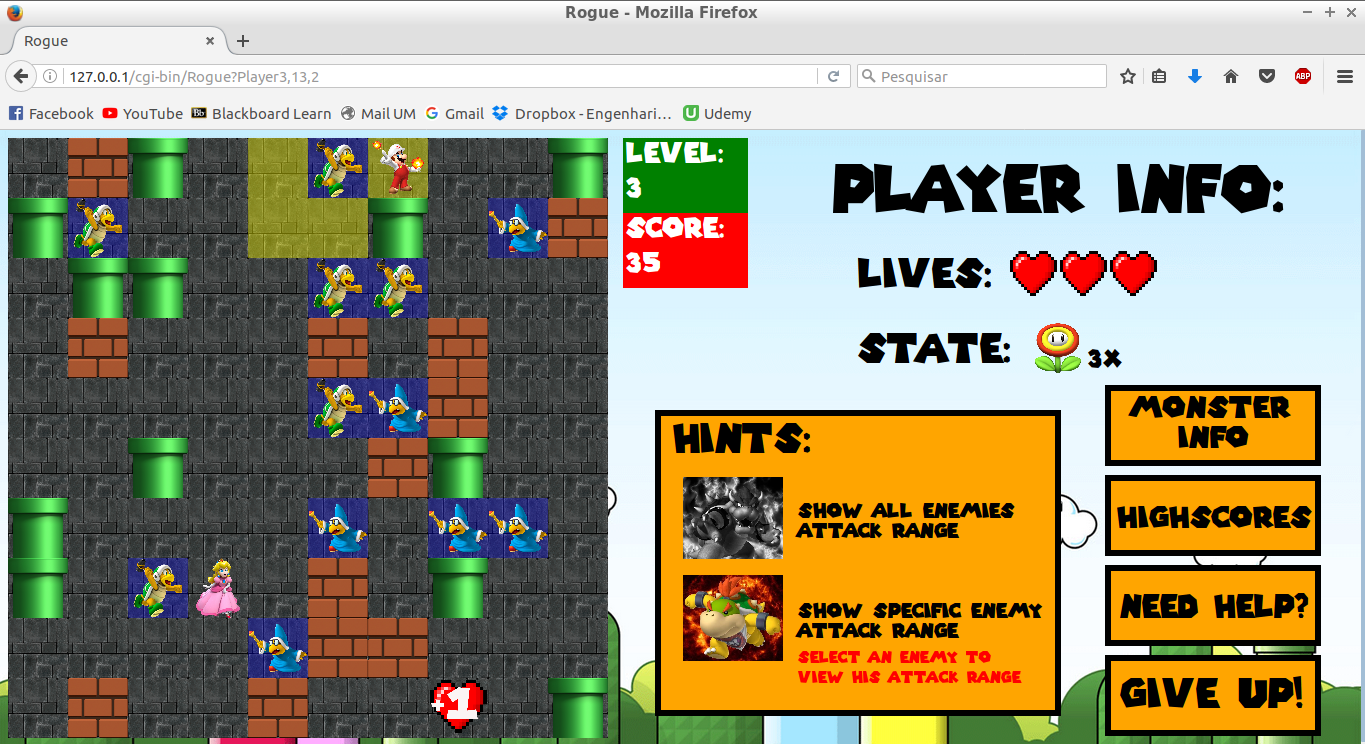 Rogue - Mozilla Firefox
Rogue
127.0.0.1/cgi-bin/Rogue?Player3,13,2
Pesquisar
ABP
Facebook YouTube Bb Blackboard Learn Mail UM Gmail Dropbox - Engenhari... Udemy
LEVEL:
3
SCORE:
35
PLAYER INFO:
LIVES:
STATE: 3X
HINTS:
SHOW ALL ENEMIES
ATTACK RANGE
SHOW SPECIFIC ENEMY
ATTACK RANGE
SELECT AN ENEMY TO
VIEW HIS ATTACK RANGE
MONSTER
INFO
HIGHSCORES
NEED HELP?
GIVE UP!
+1